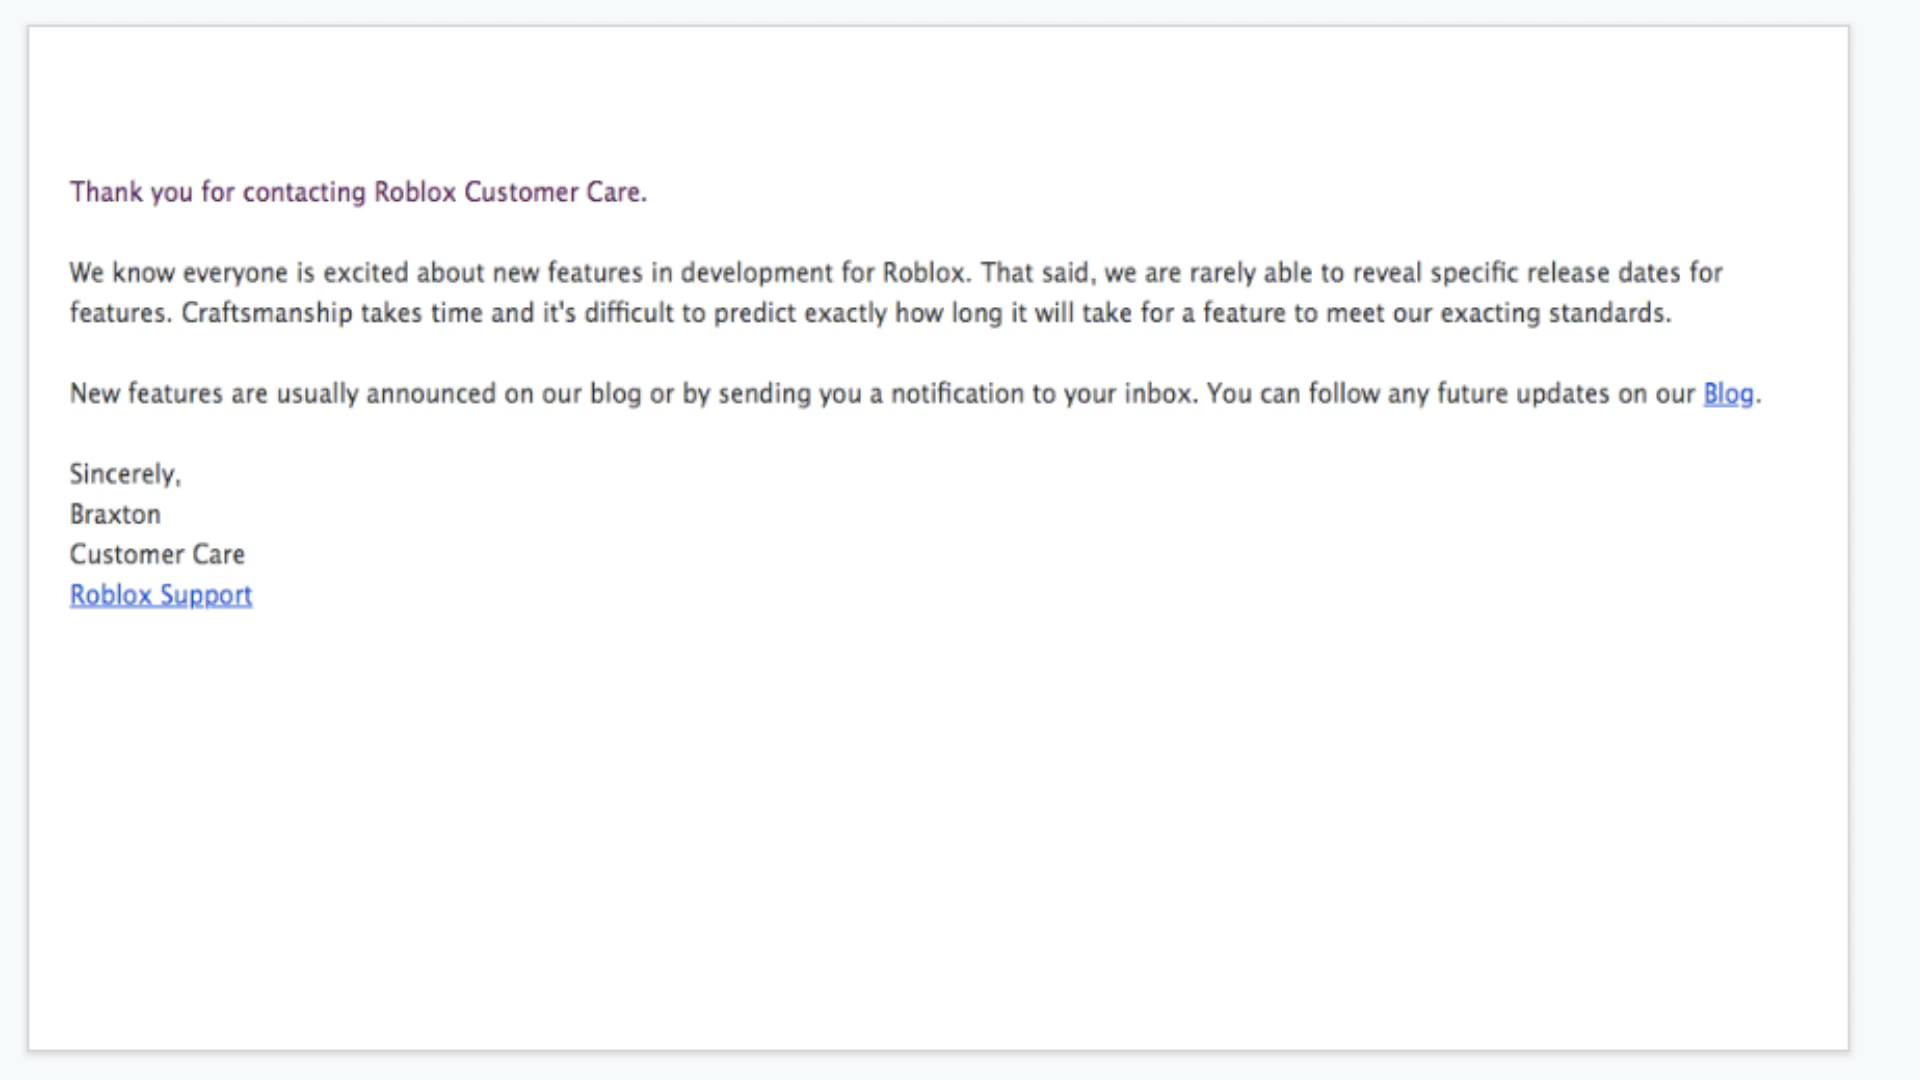 Thank you for contacting Roblox Customer Care.
We know everyone is excited about new features in development for Roblox. That said, we are rarely able to reveal specific release dates for
features. Craftsmanship takes time and it's difficult to predict exactly how long it will take for a feature to meet our exacting standards.
New features are usually announced on our blog or by sending you a notification to your inbox. You can follow any future updates on our Blog.
Sincerely,
Braxton
Customer Care
Roblox Support